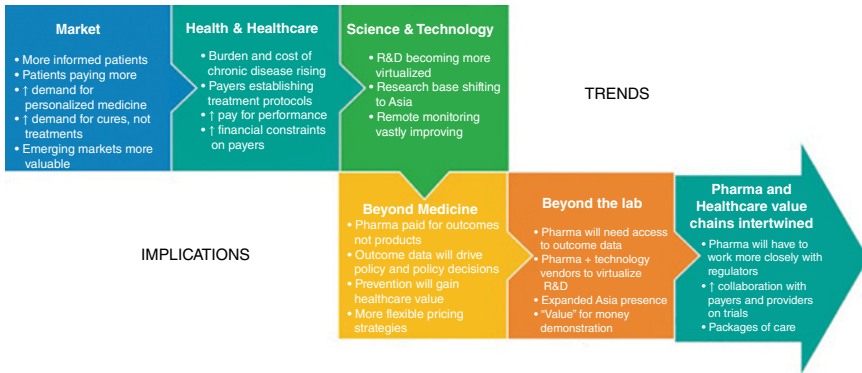 Market
• More informed patients
• Patients paying more
• ↑ demand for
personalized medicine
• ↑ demand for cures, not
treatments
• Emerging markets more
valuable
Health & Healthcare
• Burden and cost of
chronic disease rising
• Payers establishing
treatment protocols
• ↑ pay for performance
• ↑ financial constraints
on payers
Science & Technology
• R&D becoming more
virtualized
• Research base shifting
to Asia
• Remote monitoring
vastly improving
TRENDS
IMPLICATIONS
Beyond Medicine
• Pharma paid for outcomes
not products
• Outcome data will drive
policy and policy decisions
• Prevention will gain
healthcare value
• More flexible pricing
strategies
Beyond the lab
• Pharma will need access
to outcome data
• Pharma + technology
vendors to virtualize
R&D
• Expanded Asia presence
• “Value” for money
demonstration
Pharma and
Healthcare value
chains intertwined
• Pharma will have to
work more closely with
regulators
• ↑ collaboration with
payers and providers
on trials
• Packages of care